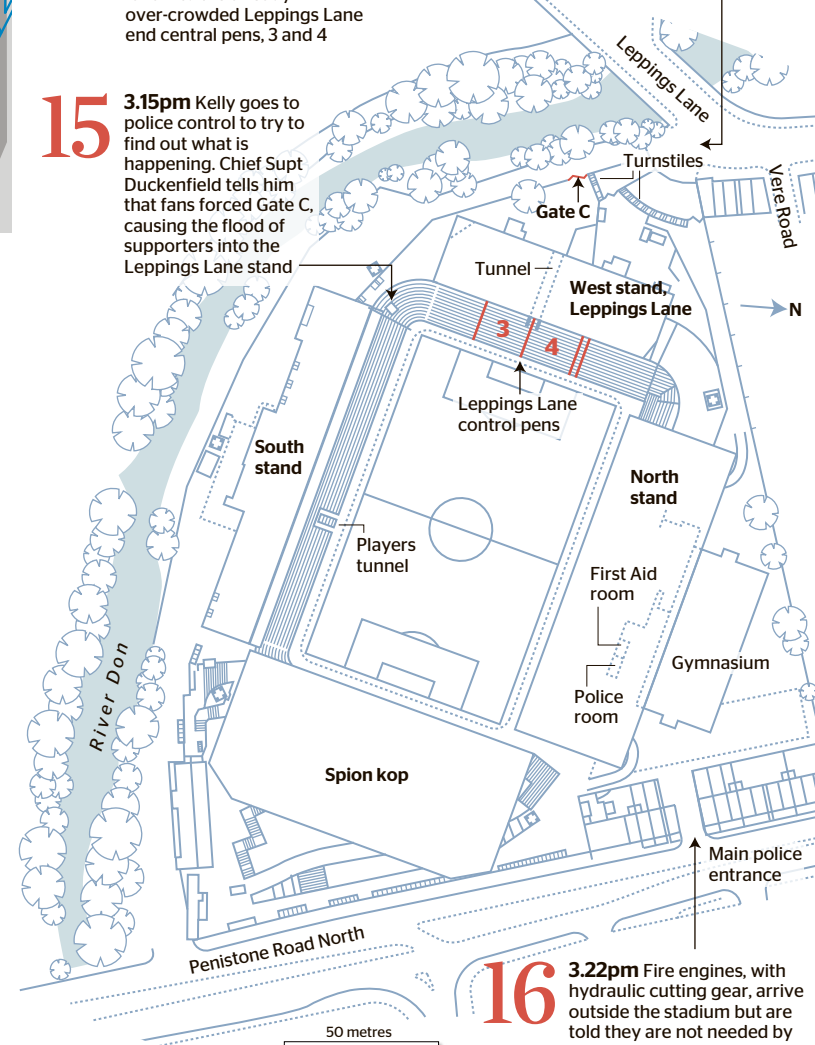 over-crowded Leppings Lane
end central pens, 3 and 4
15
3.15pm Kelly goes to
police control to try to
find out what is
happening. Chief Supt
Duckenfield tells him
that fans forced Gate C,
causing the flood of
supporters into the
Leppings Lane stand
Leppings Lane
Turnstiles
Vere Road
Gate C
Tunnel
West stand,
Leppings Lane
N
3
4
Leppings Lane
control pens
South
stand
North
stand
Players
tunnel
First Aid
room
Gymnasium
Police
room
River Don
Spion kop
Main police
entrance
Penistone Road North
16
3.22pm Fire engines, with
hydraulic cutting gear, arrive
outside the stadium but are
told they are not needed by
50 metres